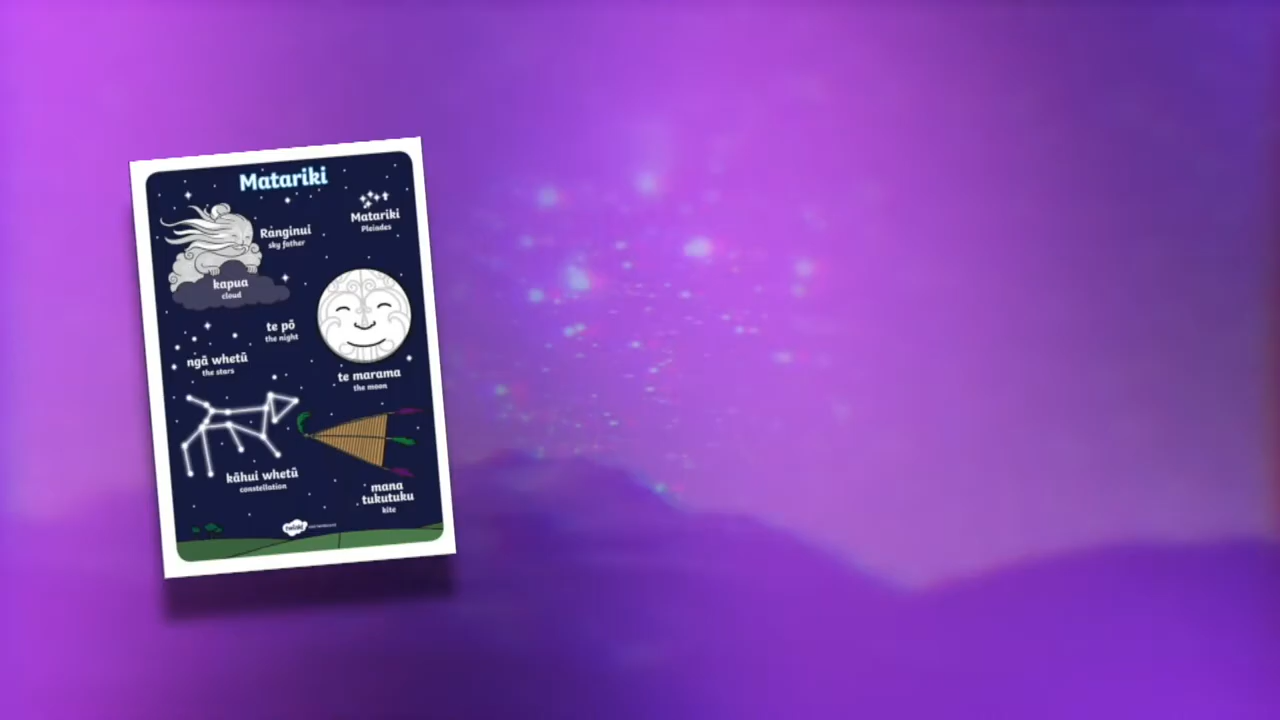 Matariki
Matariki
Pleiades
Ranginui
sky father
kapua
cloud
te pō
the night
ngā whetū
the stars
te marama
the moon
kāhui whetū
constellation
mana
tukutuku
kite
twinkl